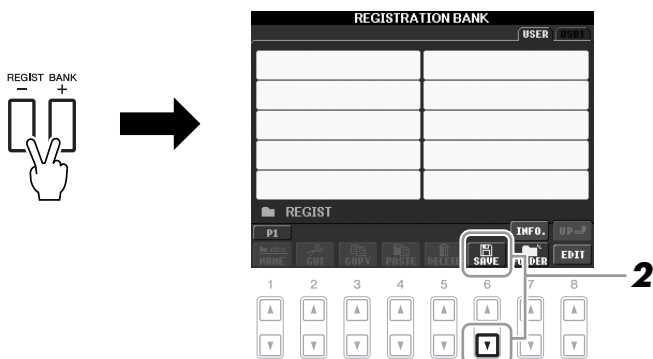 REGISTRATION BANK
USER USB1
REGIST BANK
- +
REGIST
P1 INFO. UP
NAME CUT COPY PASTE DELETE SAVE FOLDER EDIT
2
1 2 3 4 5 6 7 8